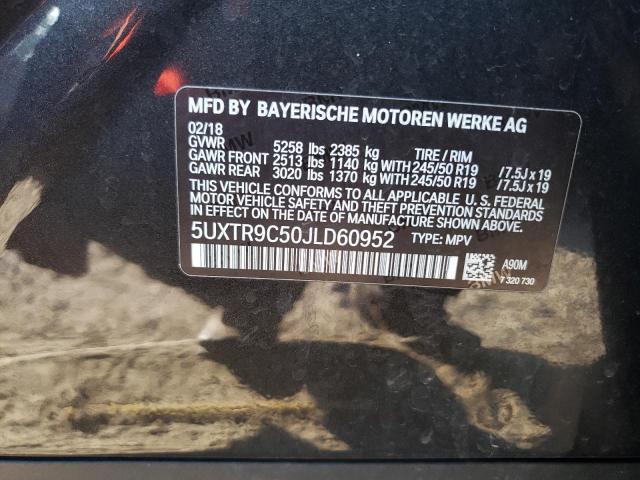 MFD BY BAYERISCHE MOTOREN WERKE AG
02/18
GVWR 5258 lbs 2385 kg TIRE / RIM
GAWR FRONT 2513 lbs 1140 kg WITH 245/50 R19 / 7.5J x 19
GAWR REAR 3020 lbs 1370 kg WITH 245/50 R19 / 7.5J x 19
THIS VEHICLE CONFORMS TO ALL APPLICABLE U. S. FEDERAL
MOTOR VEHICLE SAFETY AND THEFT PREVENTION STANDARDS
IN EFFECT ON THE DATE OF MANUFACTURE SHOWN ABOVE.
5UXTR9C50JLD60952 TYPE: MPV
A90M
7 320 730